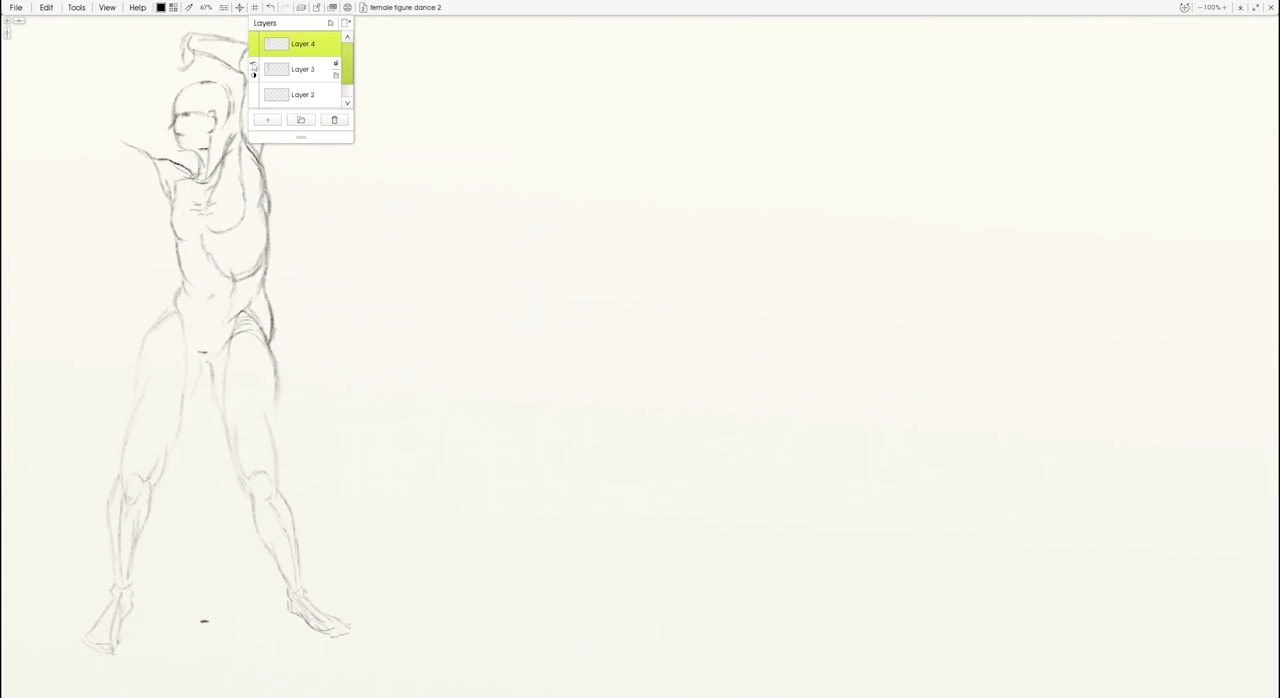 File Edit Tools View Help 67% female figure dance 2 − 100% +
Layers
Layer 4
Layer 3
Layer 2
+